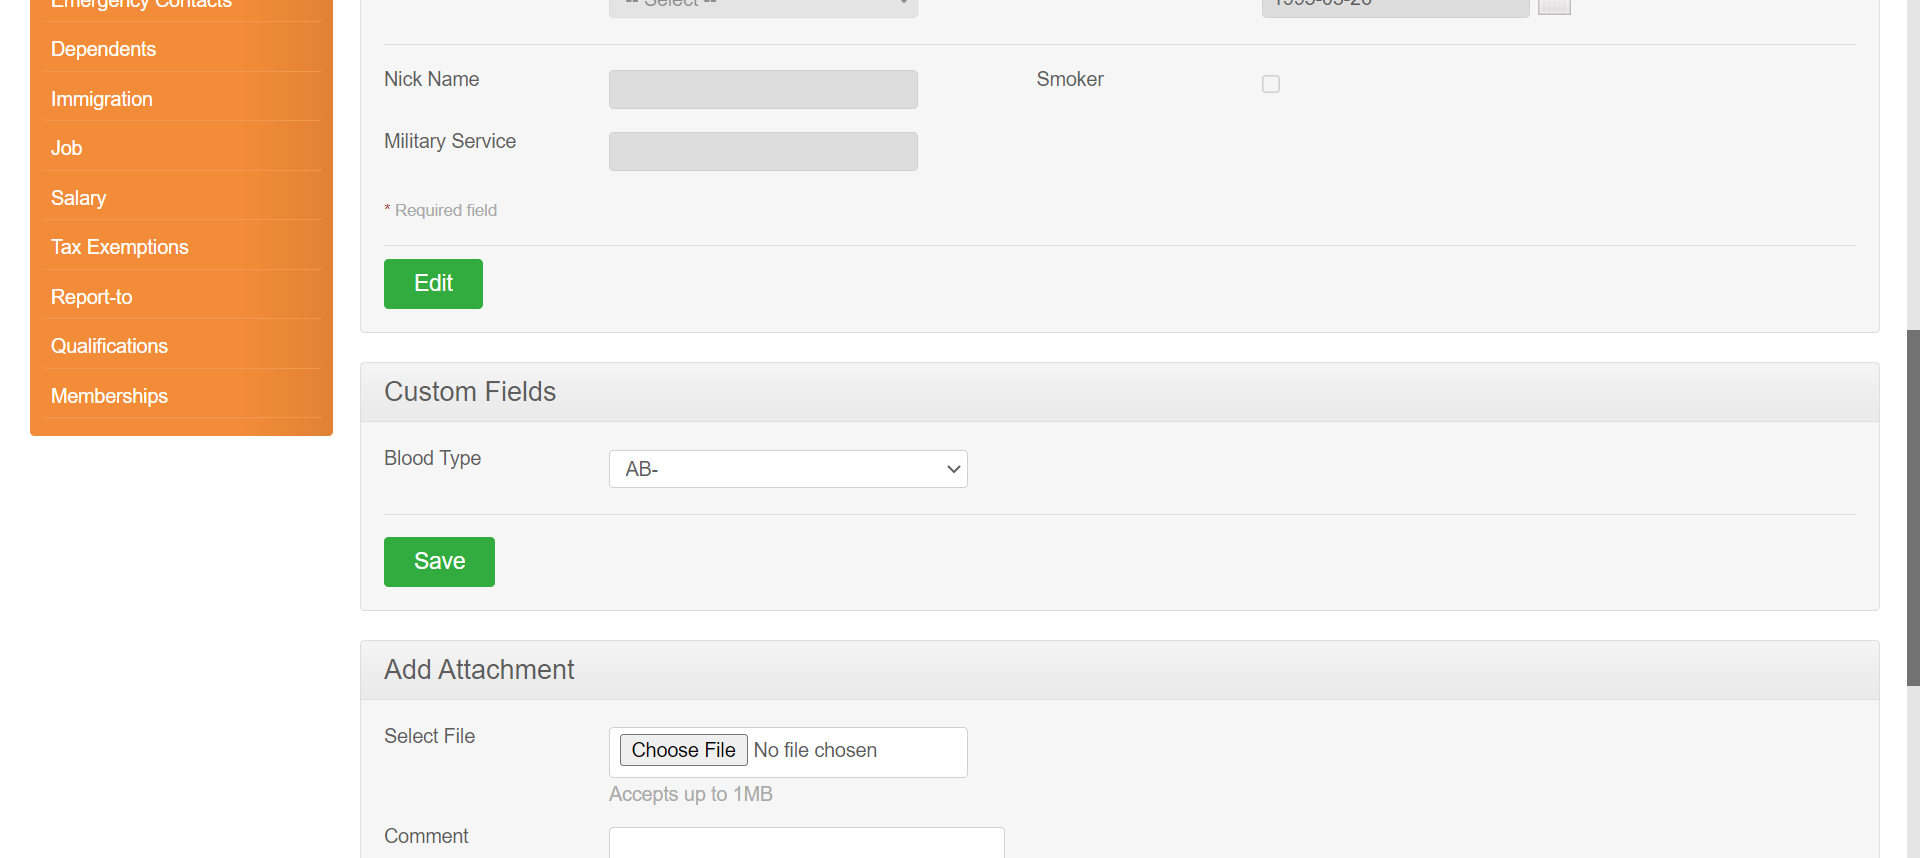 Emergency Contacts
Dependents
Immigration
Job
Salary
Tax Exemptions
Report-to
Qualifications
Memberships
-- Select --
Nick Name
Smoker
Military Service
* Required field
Edit
Custom Fields
Blood Type
AB-
Save
Add Attachment
Select File
Choose File No file chosen
Accepts up to 1MB
Comment